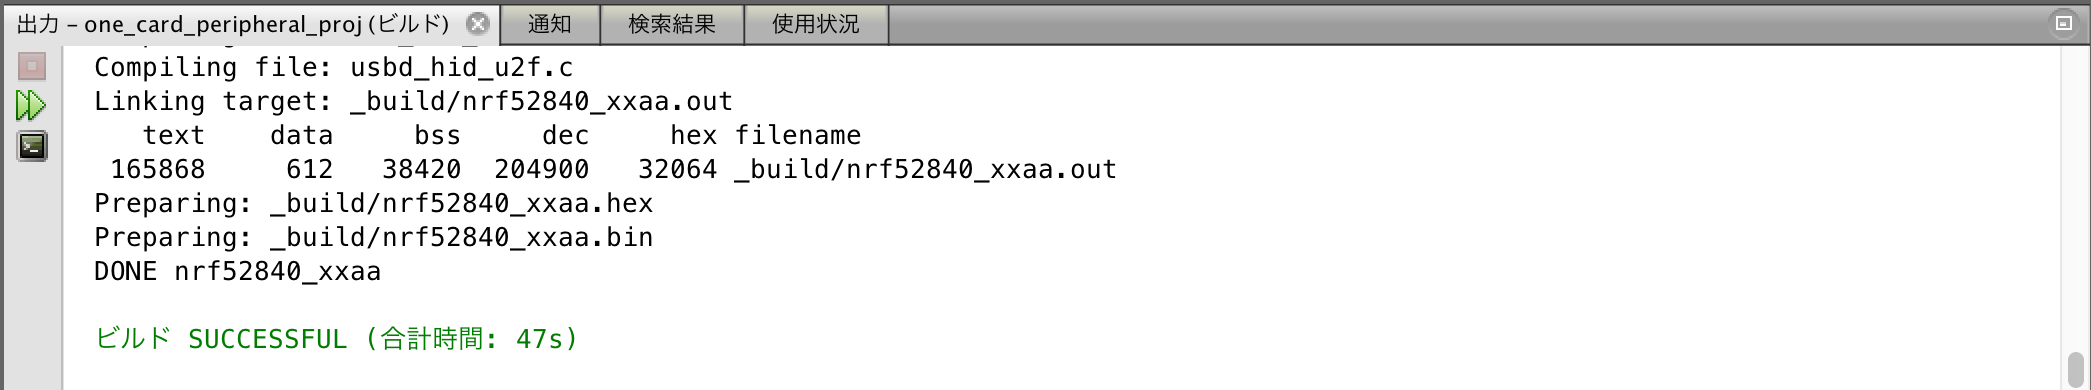 出力 – one_card_peripheral_proj (ビルド) 通知 検索結果 使用状況
Compiling file: usbd_hid_u2f.c
Linking target: _build/nrf52840_xxaa.out
text data bss dec hex filename
165868 612 38420 204900 32064 _build/nrf52840_xxaa.out
Preparing: _build/nrf52840_xxaa.hex
Preparing: _build/nrf52840_xxaa.bin
DONE nrf52840_xxaa
ビルド SUCCESSFUL (合計時間: 47s)